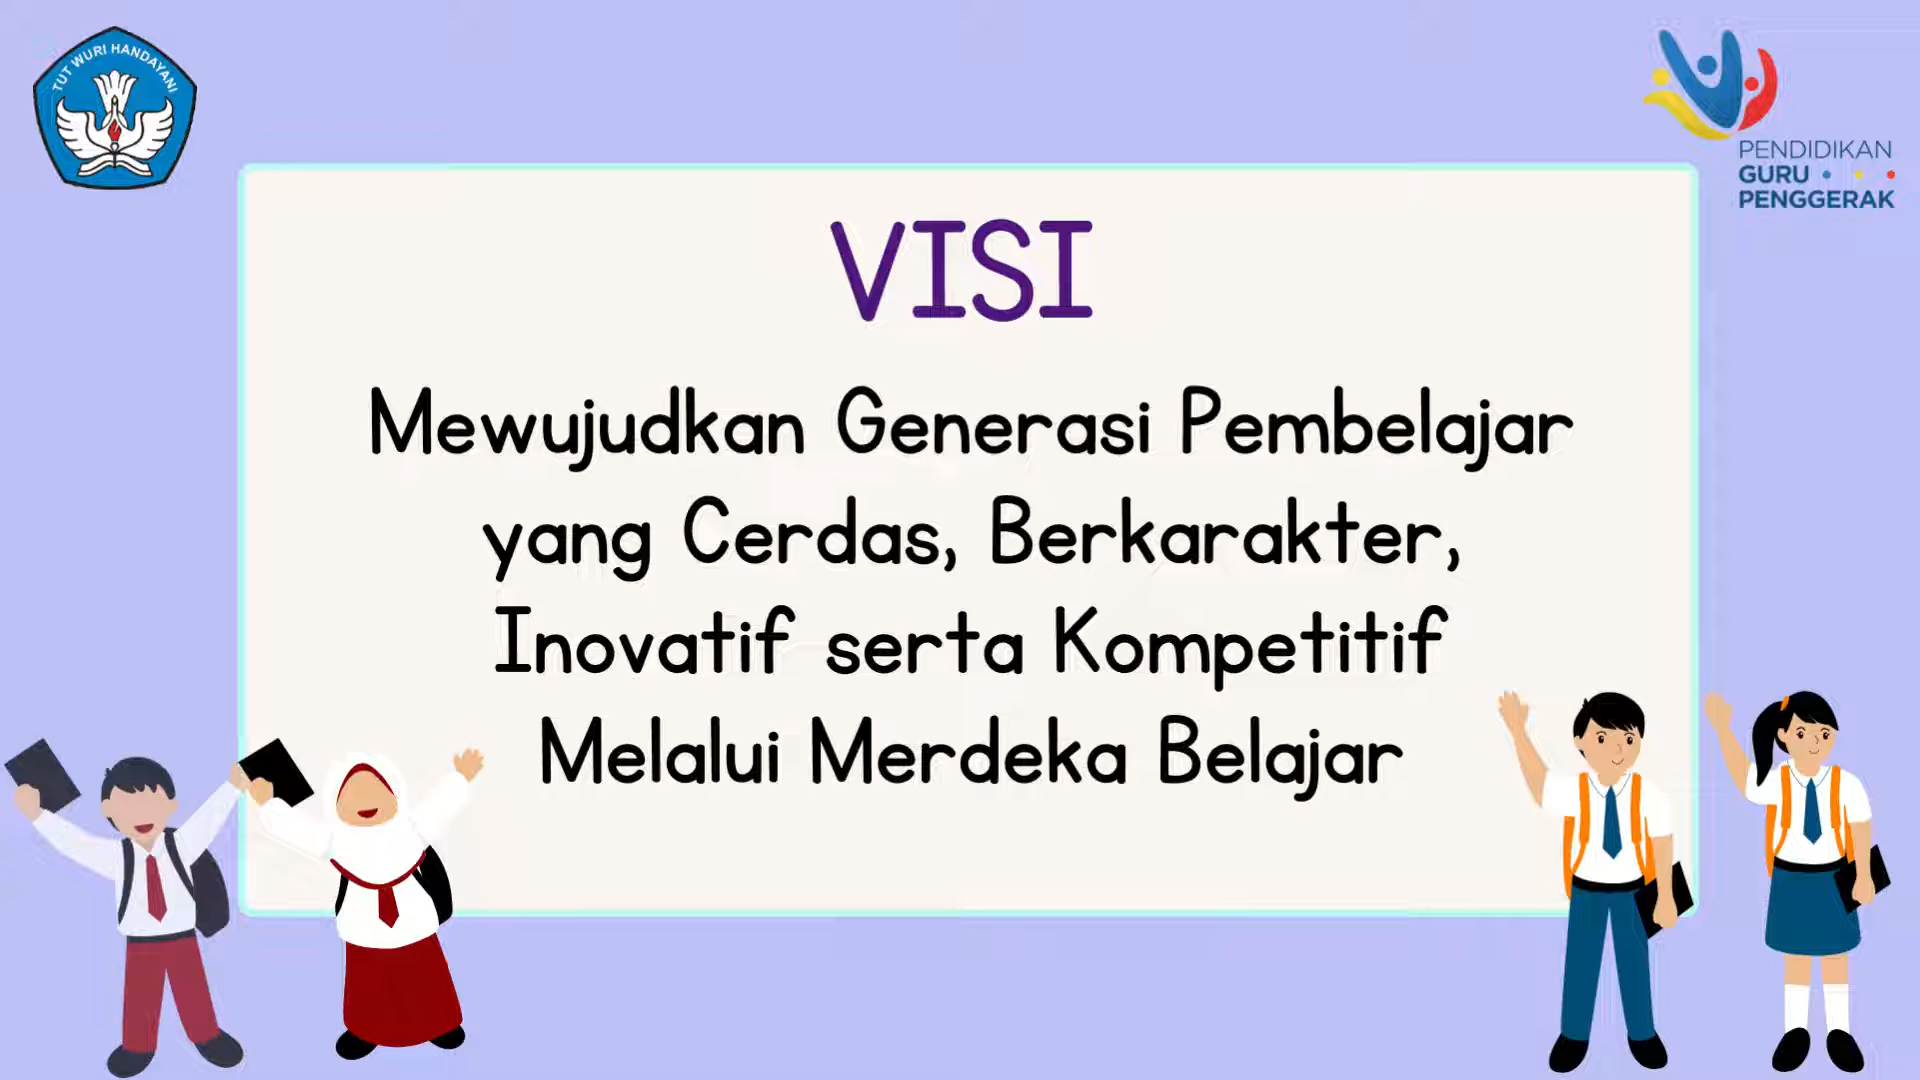 TUT WURI HANDAYANI
PENDIDIKAN
GURU
PENGGERAK
VISI
Mewujudkan Generasi Pembelajar
yang Cerdas, Berkarakter,
Inovatif serta Kompetitif
Melalui Merdeka Belajar